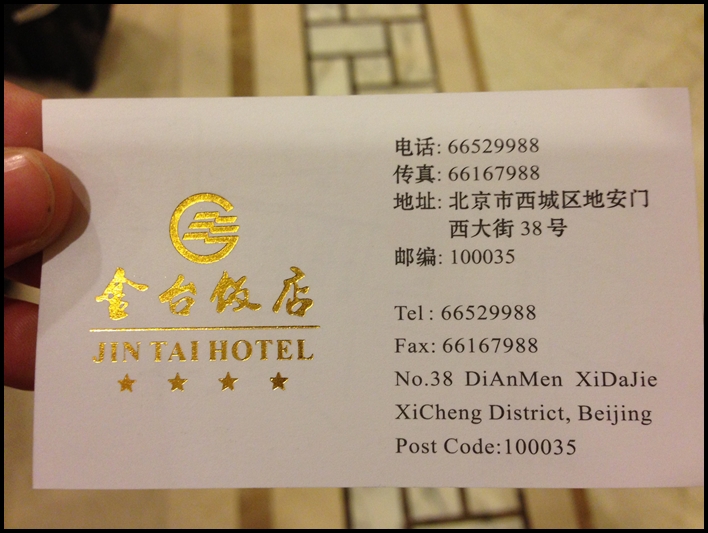 金台饭店
JIN TAI HOTEL
电话: 66529988
传真: 66167988
地址: 北京市西城区地安门
西大街 38 号
邮编: 100035
Tel : 66529988
Fax: 66167988
No.38 DiAnMen XiDaJie
XiCheng District, Beijing
Post Code:100035